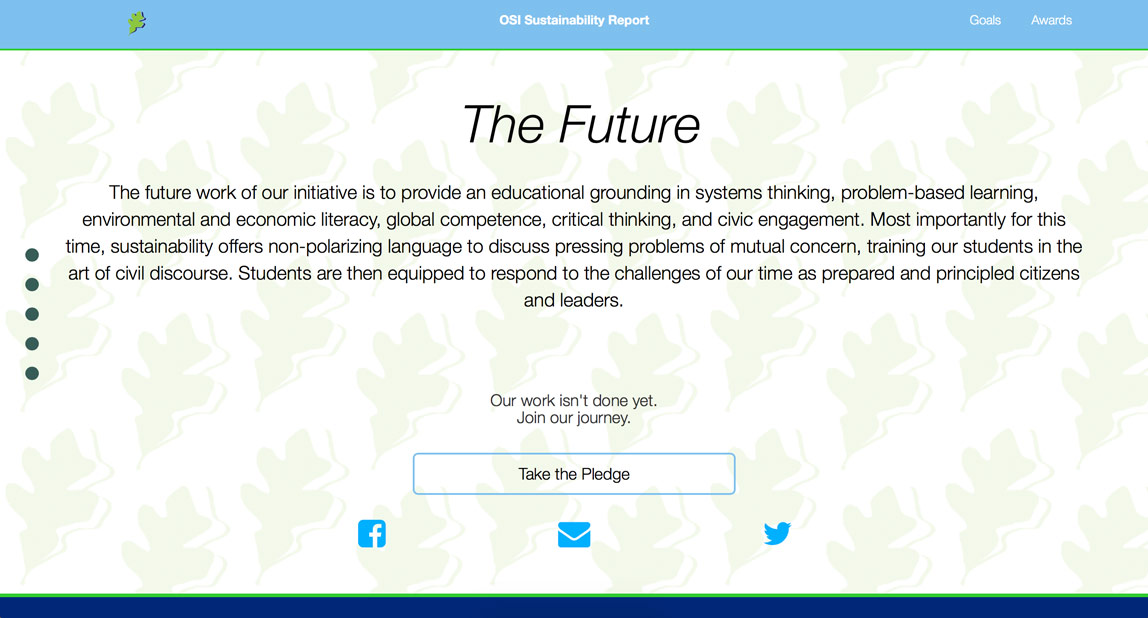 OSI Sustainability Report
Goals
Awards
The Future
The future work of our initiative is to provide an educational grounding in systems thinking, problem-based learning,
environmental and economic literacy, global competence, critical thinking, and civic engagement. Most importantly for this
time, sustainability offers non-polarizing language to discuss pressing problems of mutual concern, training our students in the
art of civil discourse. Students are then equipped to respond to the challenges of our time as prepared and principled citizens
and leaders.
Our work isn't done yet.
Join our journey.
Take the Pledge